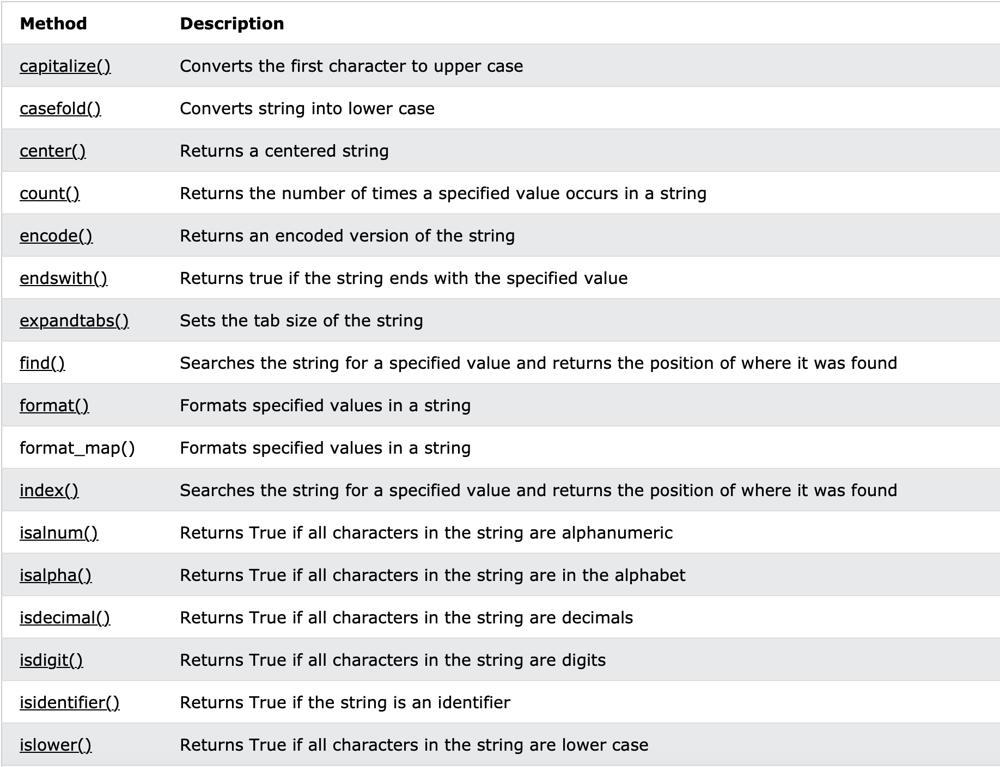 Method Description
capitalize() Converts the first character to upper case
casefold() Converts string into lower case
center() Returns a centered string
count() Returns the number of times a specified value occurs in a string
encode() Returns an encoded version of the string
endswith() Returns true if the string ends with the specified value
expandtabs() Sets the tab size of the string
find() Searches the string for a specified value and returns the position of where it was found
format() Formats specified values in a string
format_map() Formats specified values in a string
index() Searches the string for a specified value and returns the position of where it was found
isalnum() Returns True if all characters in the string are alphanumeric
isalpha() Returns True if all characters in the string are in the alphabet
isdecimal() Returns True if all characters in the string are decimals
isdigit() Returns True if all characters in the string are digits
isidentifier() Returns True if the string is an identifier
islower() Returns True if all characters in the string are lower case